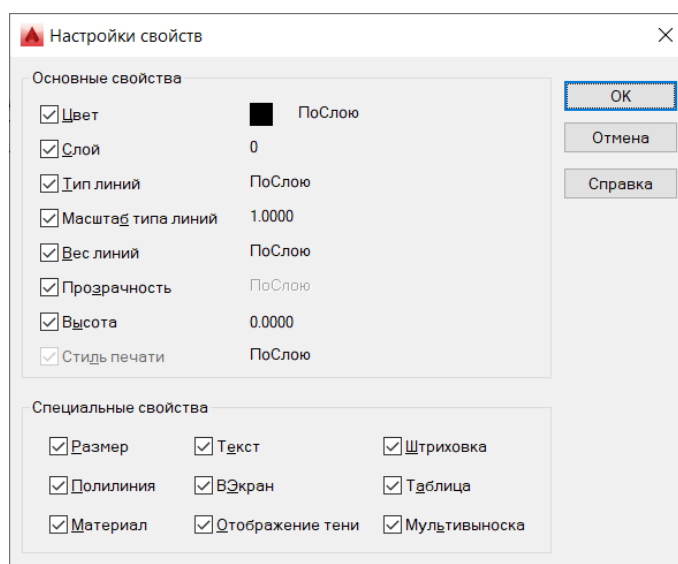 Настройки свойств
Основные свойства
Цвет ПоСлою
Слой 0
Тип линий ПоСлою
Масштаб типа линий 1.0000
Вес линий ПоСлою
Прозрачность ПоСлою
Высота 0.0000
Стиль печати ПоСлою
OK
Отмена
Справка
Специальные свойства
Размер Текст Штриховка
Полилиния ВЭкран Таблица
Материал Отображение тени Мультивыноска